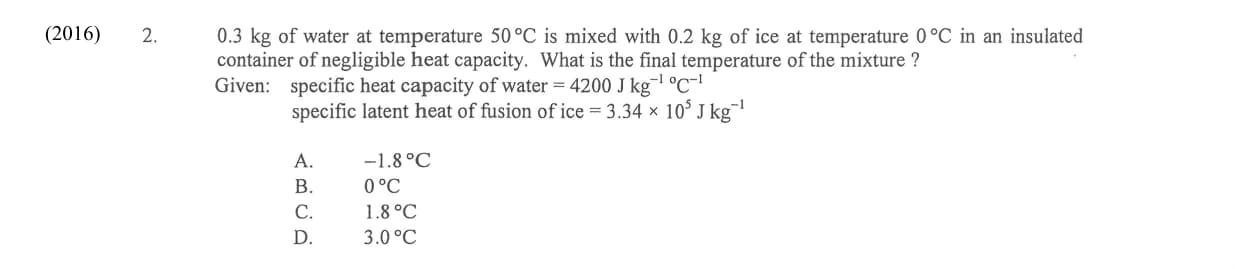 (2016) 2. 0.3 kg of water at temperature 50 °C is mixed with 0.2 kg of ice at temperature 0 °C in an insulated
container of negligible heat capacity. What is the final temperature of the mixture ?
Given: specific heat capacity of water = 4200 J kg⁻¹ °C⁻¹
specific latent heat of fusion of ice = 3.34 × 10⁵ J kg⁻¹
A. −1.8 °C
B. 0 °C
C. 1.8 °C
D. 3.0 °C